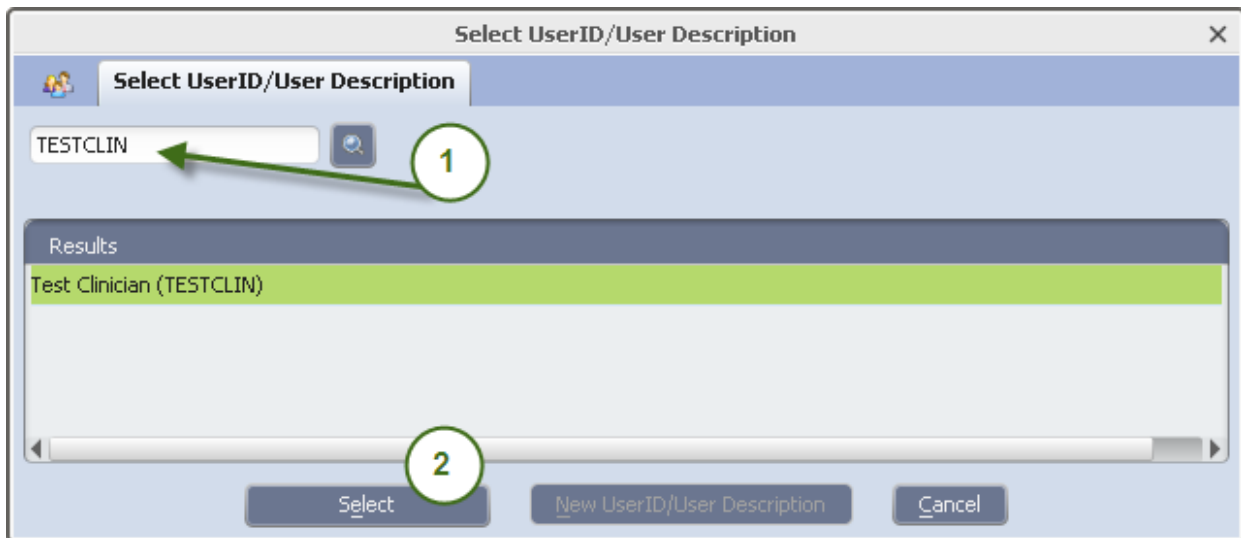 Select UserID/User Description
Select UserID/User Description
TESTCLIN
1
Results
Test Clinician (TESTCLIN)
2
Select New UserID/User Description Cancel